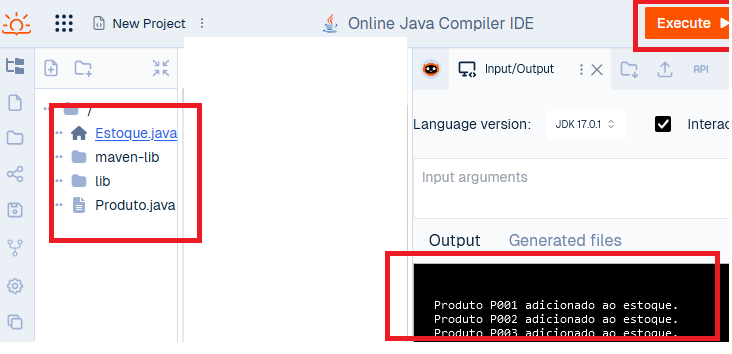 New Project
Online Java Compiler IDE
Execute
/
Estoque.java
maven-lib
lib
Produto.java
Input/Output
API
Language version:
JDK 17.0.1
Interac
Input arguments
Output
Generated files
Produto P001 adicionado ao estoque.
Produto P002 adicionado ao estoque.
Produto P003 adicionado ao estoque.